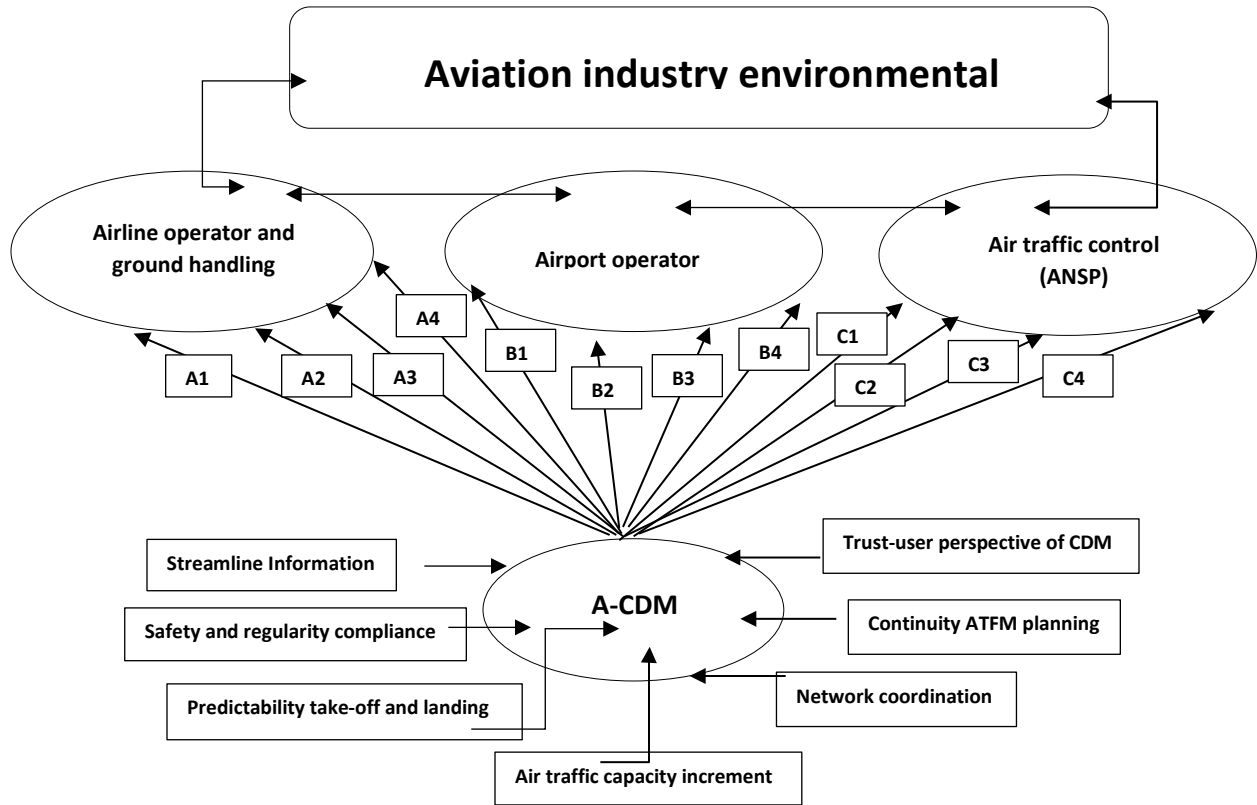 Aviation industry environmental
Airline operator and
ground handling
Airport operator
Air traffic control
(ANSP)
A4
B1
B4
C1
A1
A2
A3
B2
B3
C2
C3
C4
Streamline Information
Trust-user perspective of CDM
A-CDM
Safety and regularity compliance
Continuity ATFM planning
Predictability take-off and landing
Network coordination
Air traffic capacity increment